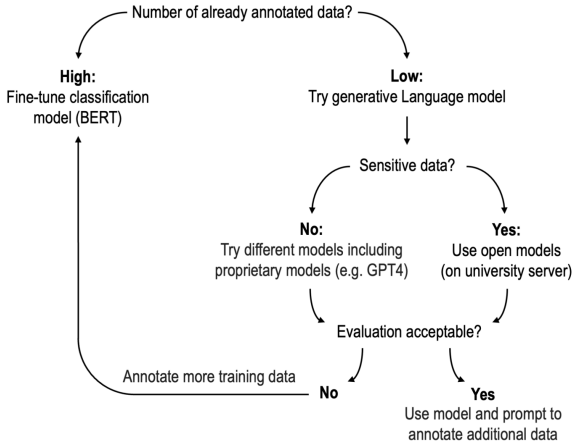 Number of already annotated data?
High:
Fine-tune classification
model (BERT)
Low:
Try generative Language model
Sensitive data?
No:
Try different models including
proprietary models (e.g. GPT4)
Yes:
Use open models
(on university server)
Evaluation acceptable?
Annotate more training data
No
Yes
Use model and prompt to
annotate additional data